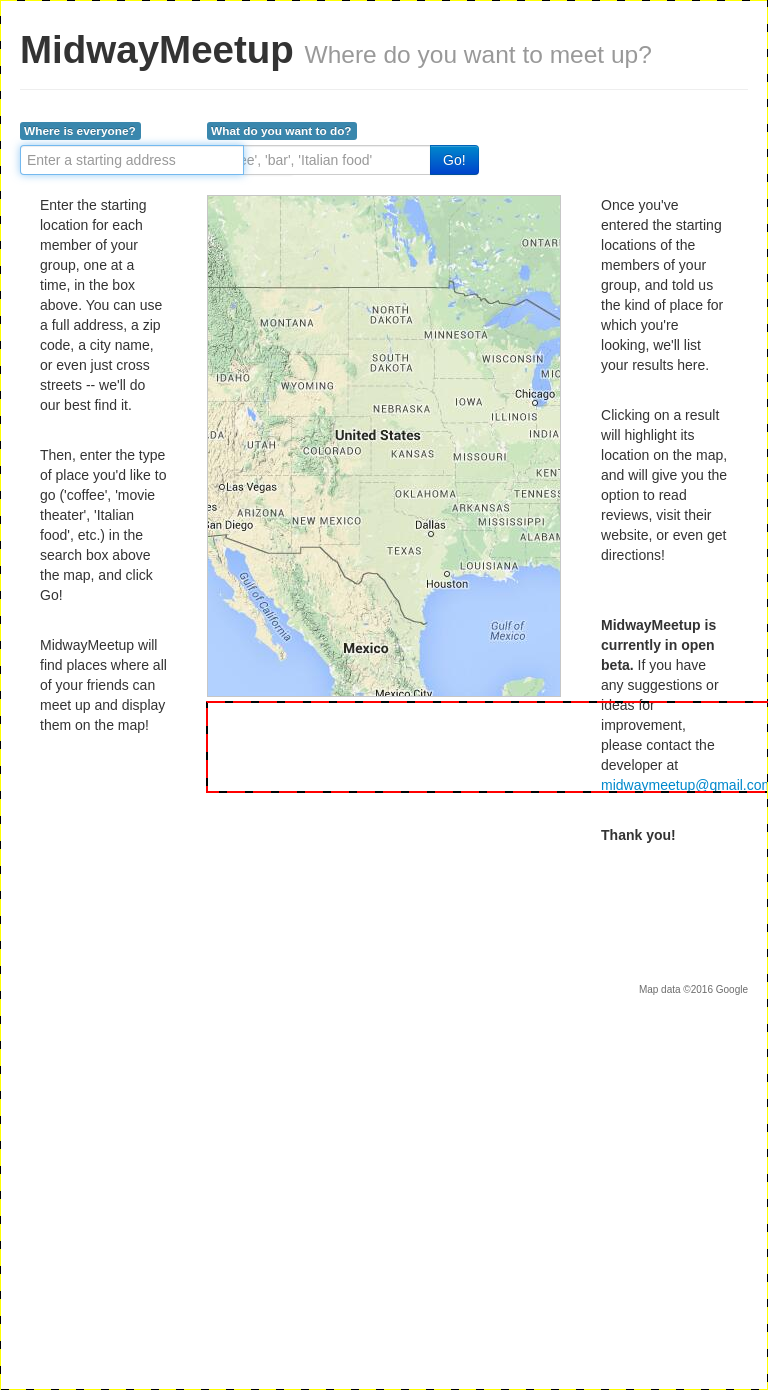 MidwayMeetup Where do you want to meet up?
Where is everyone? What do you want to do?
Enter a starting address ee', 'bar', 'Italian food' Go!
Enter the starting
location for each
member of your
group, one at a
time, in the box
above. You can use
a full address, a zip
code, a city name,
or even just cross
streets -- we'll do
our best find it.
Then, enter the type
of place you'd like to
go ('coffee', 'movie
theater', 'Italian
food', etc.) in the
search box above
the map, and click
Go!
MidwayMeetup will
find places where all
of your friends can
meet up and display
them on the map!
ONTAR
MONTANA
NORTH
DAKOTA
MINNESOTA
SOUTH
DAKOTA
WISCONSIN
MIC
IDAHO
WYOMING
Chicago
NEBRASKA
IOWA
ILLINOIS
INDIA
United States
DA
UTAH
COLORADO
KANSAS
MISSOURI
KENT
Las Vegas
OKLAHOMA
TENNESS
ARKANSAS
es
ARIZONA
NEW MEXICO
MISSISSIPPI
San Diego
Dallas
ALABAM
TEXAS
LOUISIANA
Houston
Gulf of California
Gulf of
Mexico
Mexico
Mexico City
Once you've
entered the starting
locations of the
members of your
group, and told us
the kind of place for
which you're
looking, we'll list
your results here.
Clicking on a result
will highlight its
location on the map,
and will give you the
option to read
reviews, visit their
website, or even get
directions!
MidwayMeetup is
currently in open
beta. If you have
any suggestions or
ideas for
improvement,
please contact the
developer at
midwaymeetup@gmail.com
Thank you!
Map data ©2016 Google